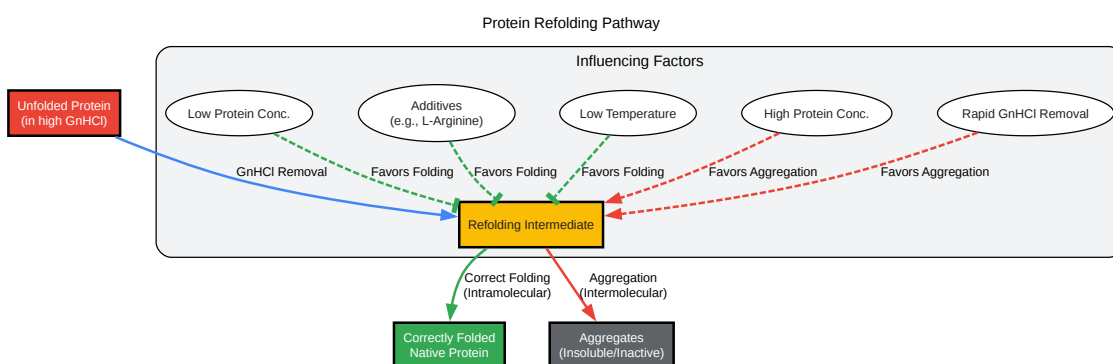 Protein Refolding Pathway
Influencing Factors
Unfolded Protein
(in high GnHCl)
Low Protein Conc.
Additives
(e.g., L-Arginine)
Low Temperature
High Protein Conc.
Rapid GnHCl Removal
GnHCl Removal
Favors Folding
Favors Folding
Favors Folding
Favors Aggregation
Favors Aggregation
Refolding Intermediate
Correct Folding
(Intramolecular)
Aggregation
(Intermolecular)
Correctly Folded
Native Protein
Aggregates
(Insoluble/Inactive)